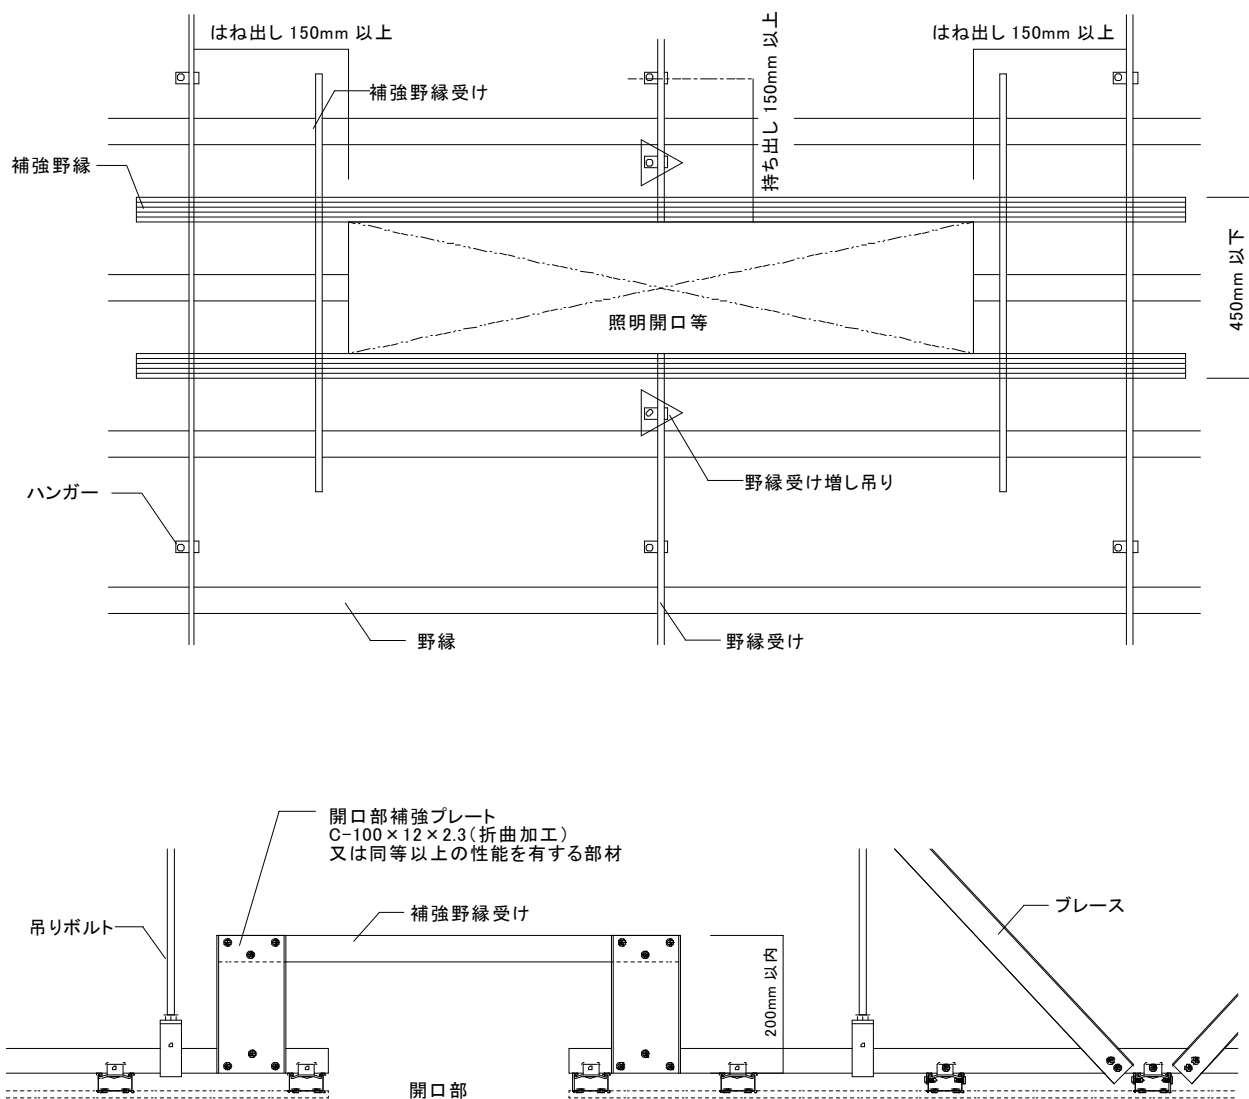 はね出し 150mm 以上
持ち出し 150mm 以上
はね出し 150mm 以上
補強野縁受け
補強野縁
450mm 以下
照明開口等
野縁受け増し吊り
ハンガー
野縁
野縁受け
開口部補強プレート
C-100×12×2.3(折曲加工)
又は同等以上の性能を有する部材
補強野縁受け
ブレース
吊りボルト
200mm 以内
開口部